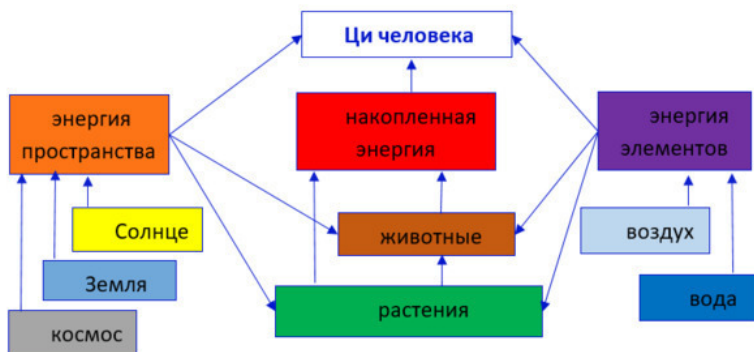 Ци человека
энергия
пространства
накопленная
энергия
энергия
элементов
Солнце
животные
воздух
Земля
растения
вода
космос